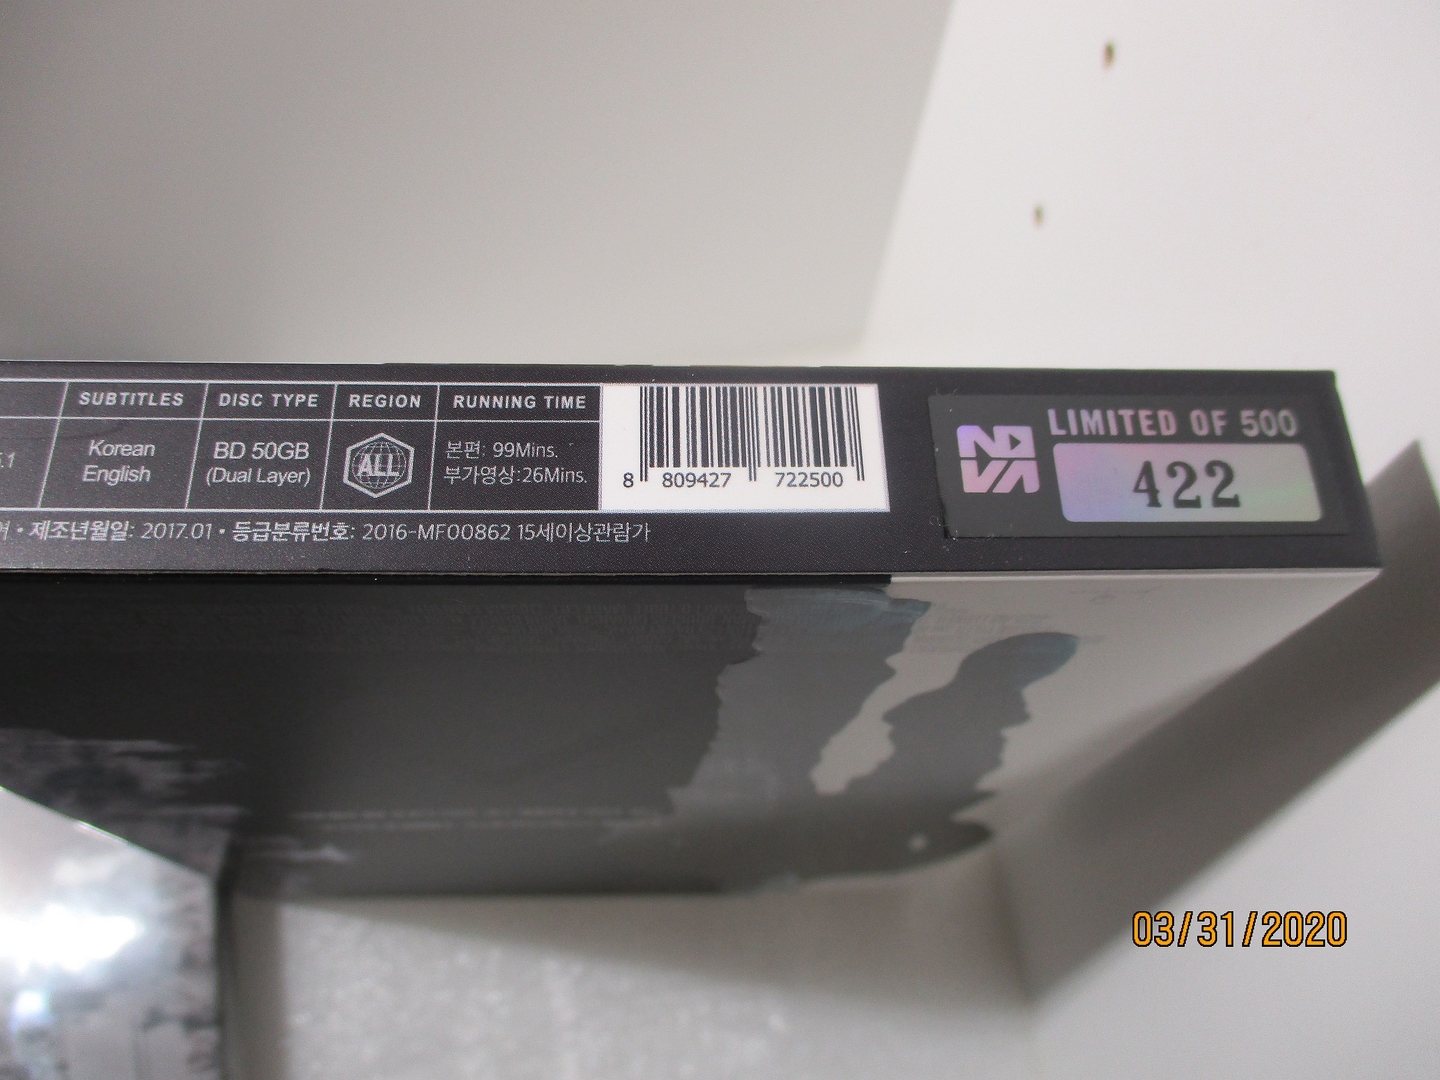 SUBTITLES DISC TYPE REGION RUNNING TIME
Korean
English
BD 50GB
(Dual Layer)
ALL
본편: 99Mins.
부가영상:26Mins.
8 809427 722500
• 제조년월일: 2017.01 • 등급분류번호: 2016-MF00862 15세이상관람가
NOVA
LIMITED OF 500
422
03/31/2020